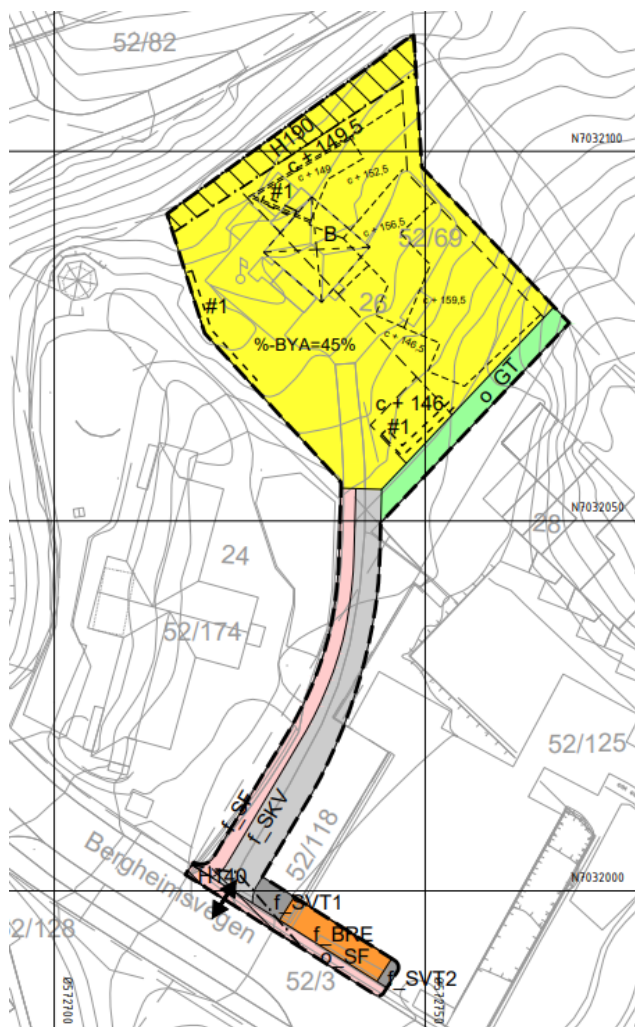 52/82
N7032100
H190
c + 149,5
c + 149
c + 152,5
#1
c + 156,5
B
52/69
26
c + 159,5
#1
%-BYA=45%
c + 146,5
o_GT
c + 146
#1
N7032050
28
24
52/174
52/125
f_SF
f_SKV
52/118
Bergheimsvegen
H140
N7032000
f_SVT1
2/128
f_BRE
o_SF
52/3
f_SVT2
Ø572700
Ø572750